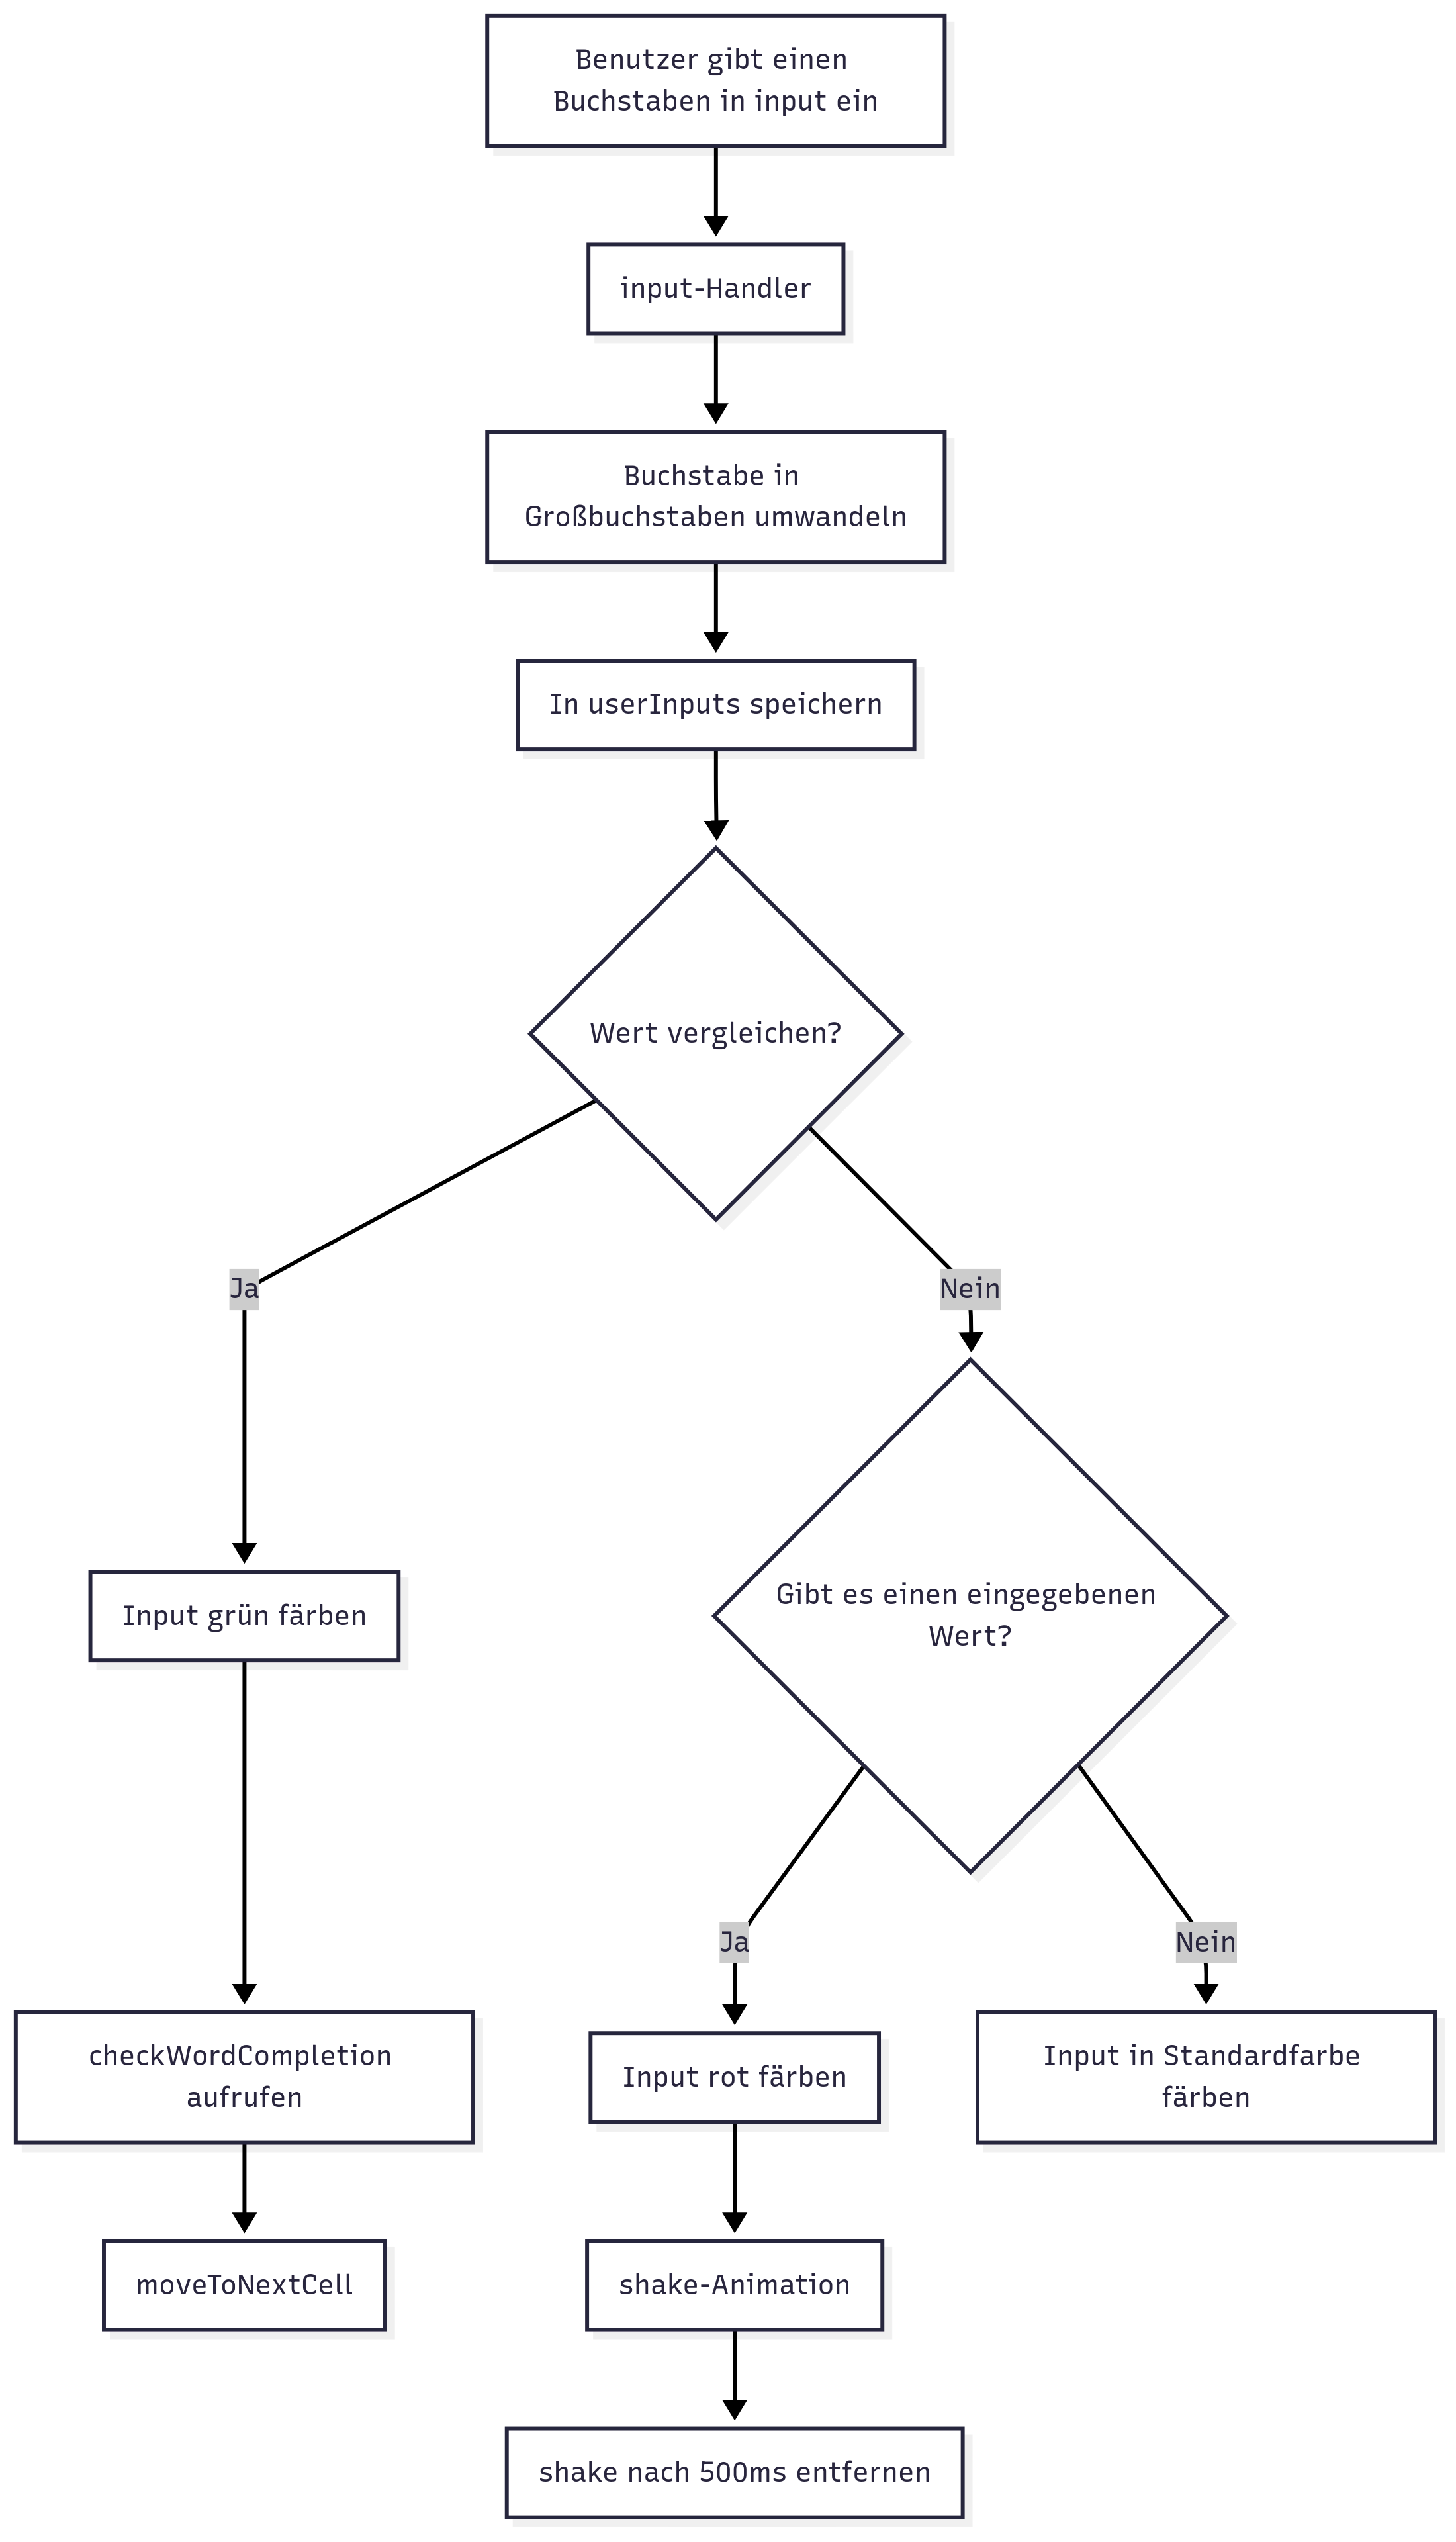 Benutzer gibt einen
Buchstaben in input ein
input-Handler
Buchstabe in
Großbuchstaben umwandeln
In userInputs speichern
Wert vergleichen?
Ja
Nein
Gibt es einen eingegebenen
Wert?
Input grün färben
Ja
Nein
checkWordCompletion
aufrufen
Input rot färben
Input in Standardfarbe
färben
moveToNextCell
shake-Animation
shake nach 500ms entfernen